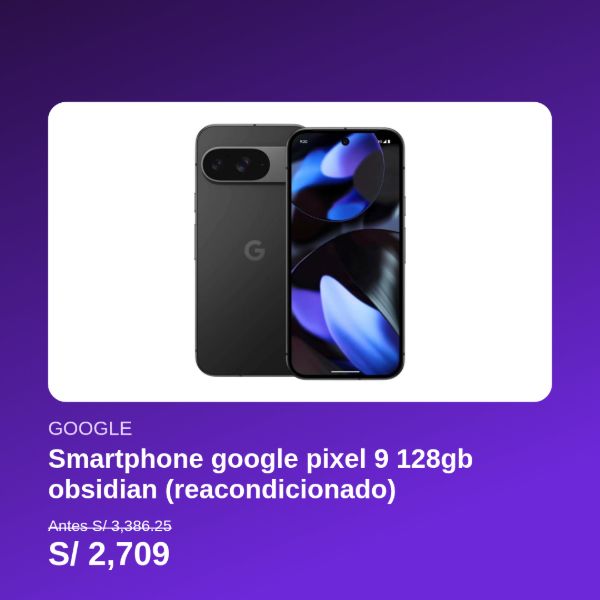 GOOGLE
Smartphone google pixel 9 128gb
obsidian (reacondicionado)
Antes S/ 3,386.25
S/ 2,709